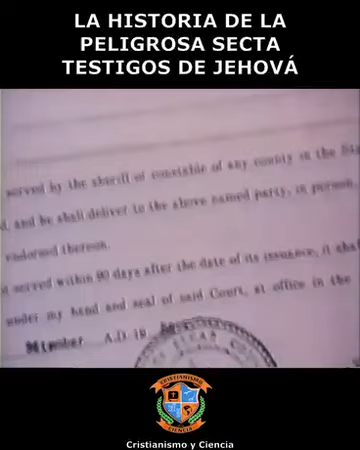 LA HISTORIA DE LA
PELIGROSA SECTA
TESTIGOS DE JEHOVÁ
served by the sheriff or constable of any county in the
and he shall deliver to the above named party, in person
endorsed thereon.
served within 90 days after the date of its issuance, it
under my hand and seal of said Court, at office in the
A.D. 19
CRISTIANISMO
CIENCIA
Cristianismo y Ciencia